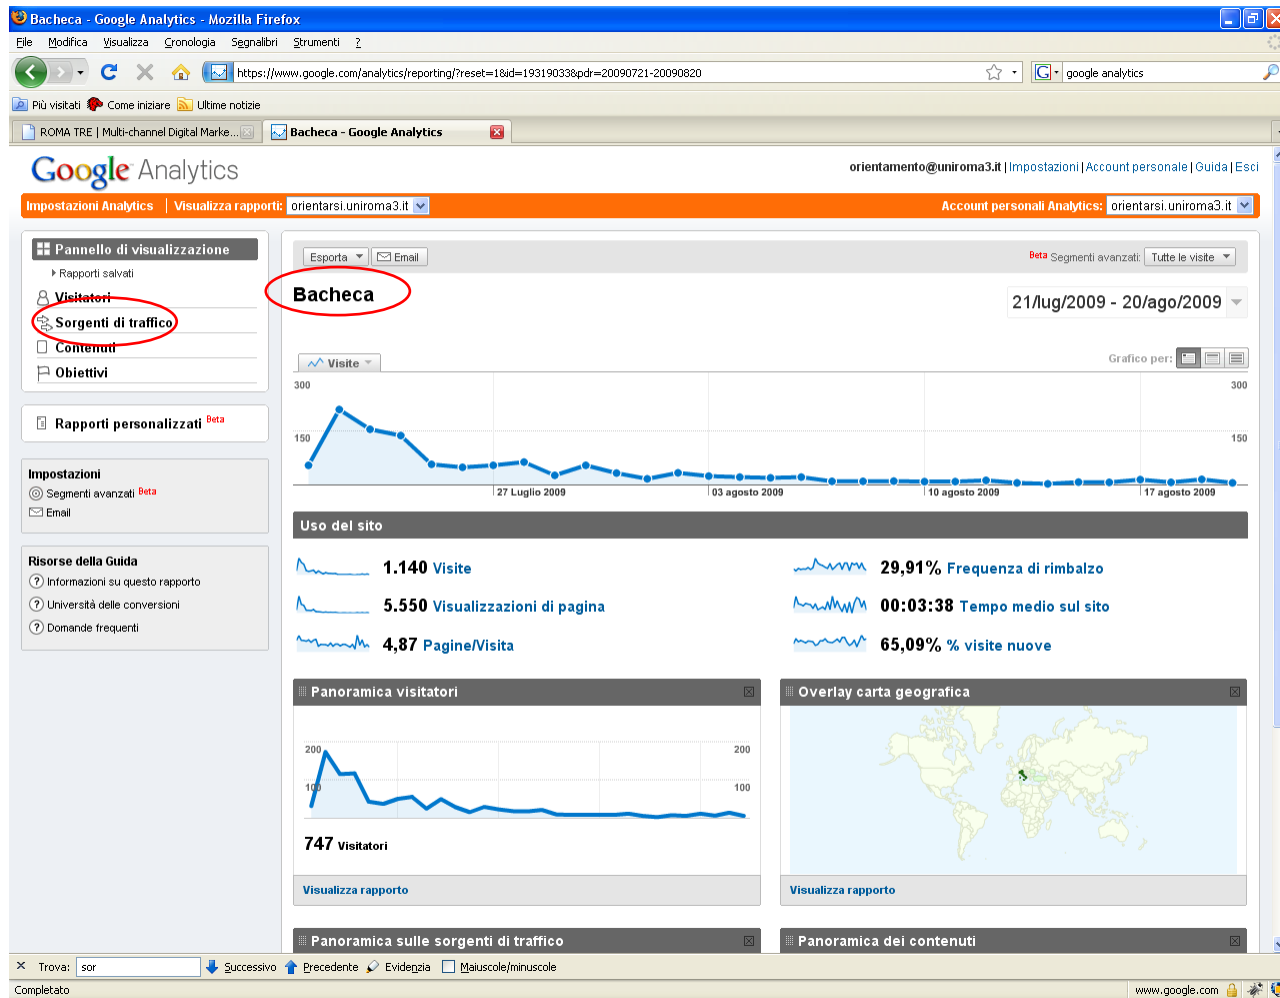 Bacheca - Google Analytics - Mozilla Firefox
File Modifica Visualizza Cronologia Segnalibri Strumenti ?
https://www.google.com/analytics/reporting/?reset=1&id=19319033&pdr=20090721-20090820
google analytics
Più visitati Come iniziare Ultime notizie
ROMA TRE | Multi-channel Digital Marke... Bacheca - Google Analytics
Google Analytics
orientamento@uniroma3.it | Impostazioni | Account personale | Guida | Esci
Impostazioni Analytics | Visualizza rapporti: orientarsi.uniroma3.it
Account personali Analytics: orientarsi.uniroma3.it
Pannello di visualizzazione
Rapporti salvati
Visitatori
Sorgenti di traffico
Contenuti
Obiettivi
Rapporti personalizzati Beta
Impostazioni
Segmenti avanzati Beta
Email
Risorse della Guida
Informazioni su questo rapporto
Università delle conversioni
Domande frequenti
Esporta Email
Beta Segmenti avanzati: Tutte le visite
Bacheca
21/lug/2009 - 20/ago/2009
Visite
Grafico per:
300 300
150 150
27 Luglio 2009 03 agosto 2009 10 agosto 2009 17 agosto 2009
Uso del sito
1.140 Visite
29,91% Frequenza di rimbalzo
5.550 Visualizzazioni di pagina
00:03:38 Tempo medio sul sito
4,87 Pagine/Visita
65,09% % visite nuove
Panoramica visitatori
200 200
100 100
747 Visitatori
Visualizza rapporto
Overlay carta geografica
Visualizza rapporto
Panoramica sulle sorgenti di traffico
Panoramica dei contenuti
Trova: sor Successivo Precedente Evidenzia Maiuscole/minuscole
Completato
www.google.com